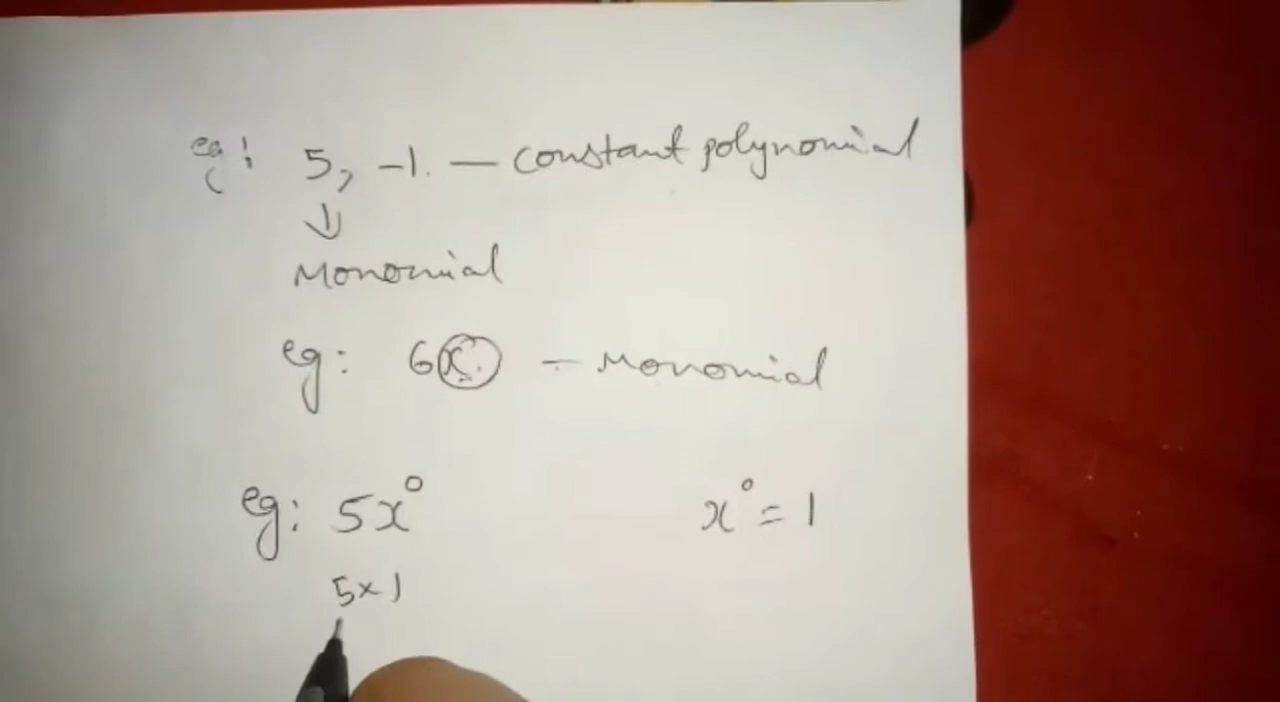 eg: 5, -1. — constant polynomial
↓
Monomial
eg: 6x. — Monomial
eg: 5x⁰ x⁰ = 1
5×1